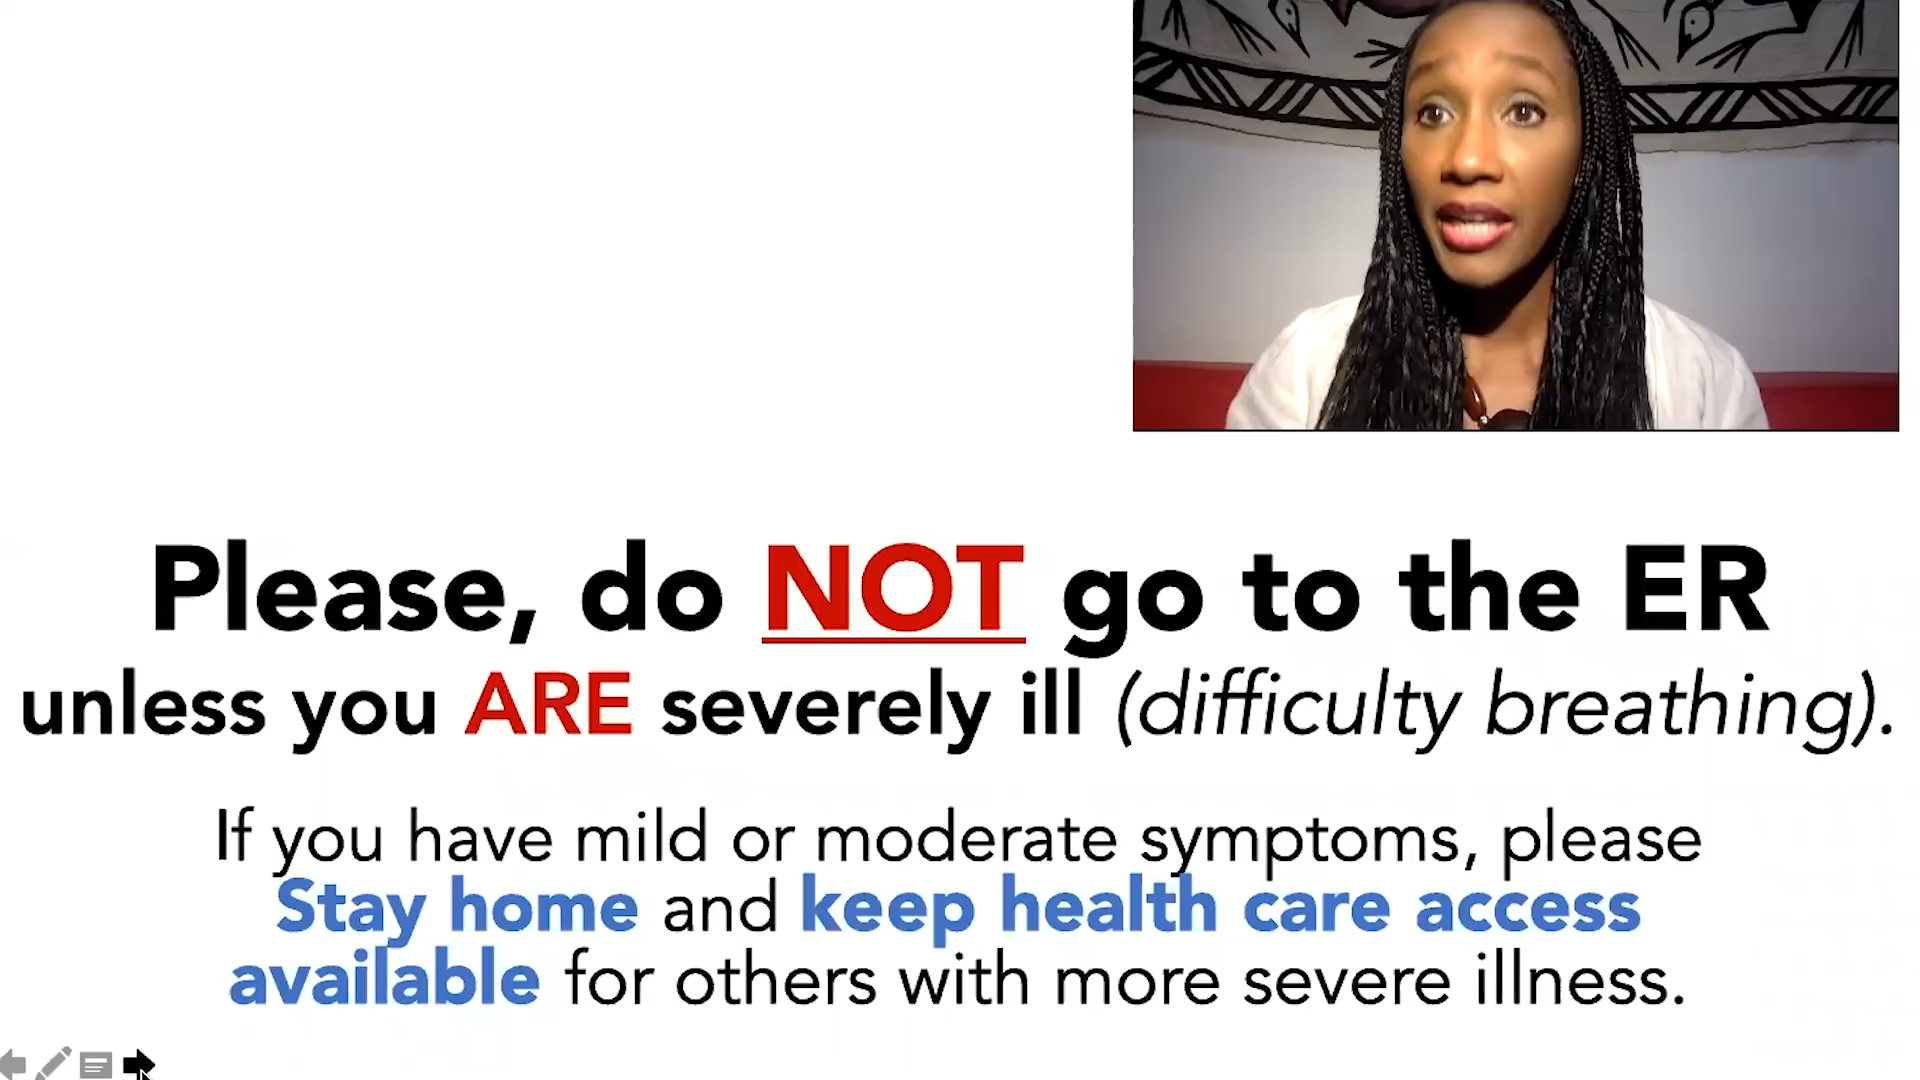 Please, do NOT go to the ER
unless you ARE severely ill (difficulty breathing).
If you have mild or moderate symptoms, please
Stay home and keep health care access
available for others with more severe illness.